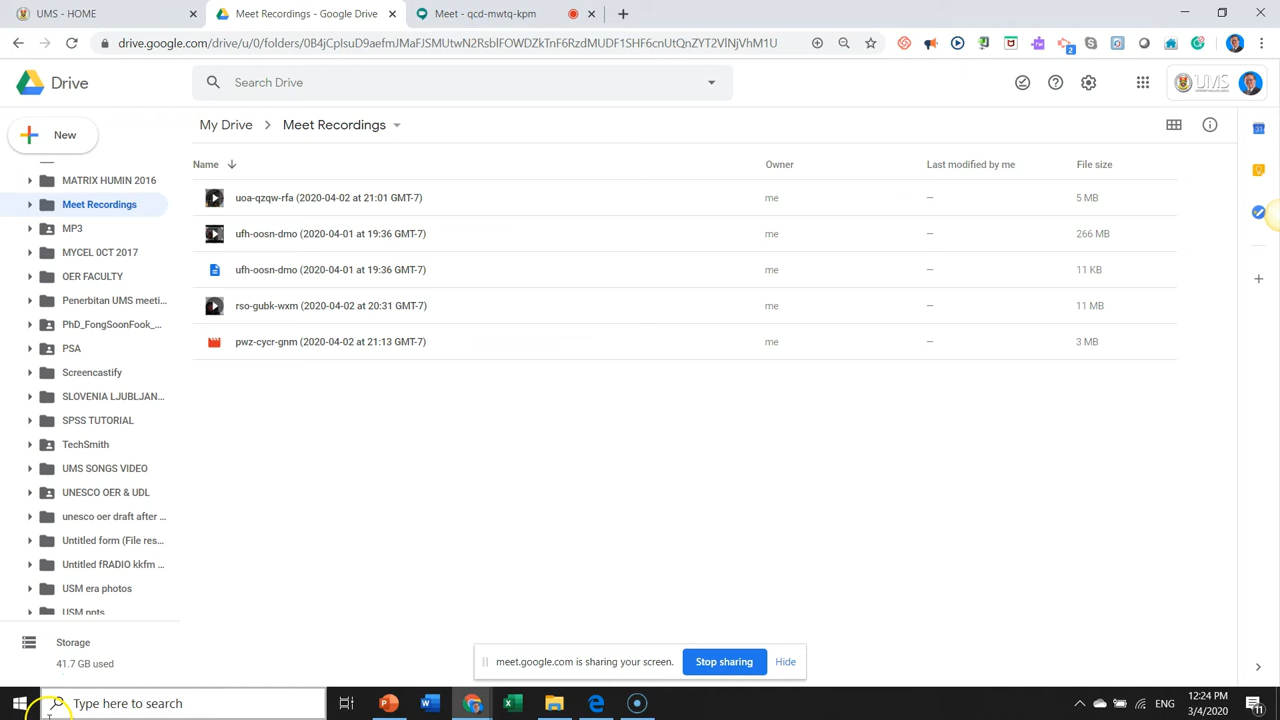 UMS - HOME
Meet Recordings - Google Drive
Meet - qcd-mwtq-kpm
Drive
Search Drive
UMS
New
My Drive
Meet Recordings
Name
Owner
Last modified by me
File size
MATRIX HUMIN 2016
Meet Recordings
MP3
MYCEL 0CT 2017
OER FACULTY
Penerbitan UMS meeti...
PhD_FongSoonFook_...
PSA
Screencastify
SLOVENIA LJUBLJAN...
SPSS TUTORIAL
TechSmith
UMS SONGS VIDEO
UNESCO OER & UDL
unesco oer draft after ...
Untitled form (File res...
Untitled fRADIO kkfm ...
USM era photos
USM ppts
uoa-qzqw-rfa (2020-04-02 at 21:01 GMT-7) me – 5 MB
ufh-oosn-dmo (2020-04-01 at 19:36 GMT-7) me – 266 MB
ufh-oosn-dmo (2020-04-01 at 19:36 GMT-7) me – 11 KB
rso-gubk-wxm (2020-04-02 at 20:31 GMT-7) me – 11 MB
pwz-cycr-gnm (2020-04-02 at 21:13 GMT-7) me – 3 MB
Storage
41.7 GB used
meet.google.com is sharing your screen.
Stop sharing
Hide
Type here to search
ENG
12:24 PM
3/4/2020
11